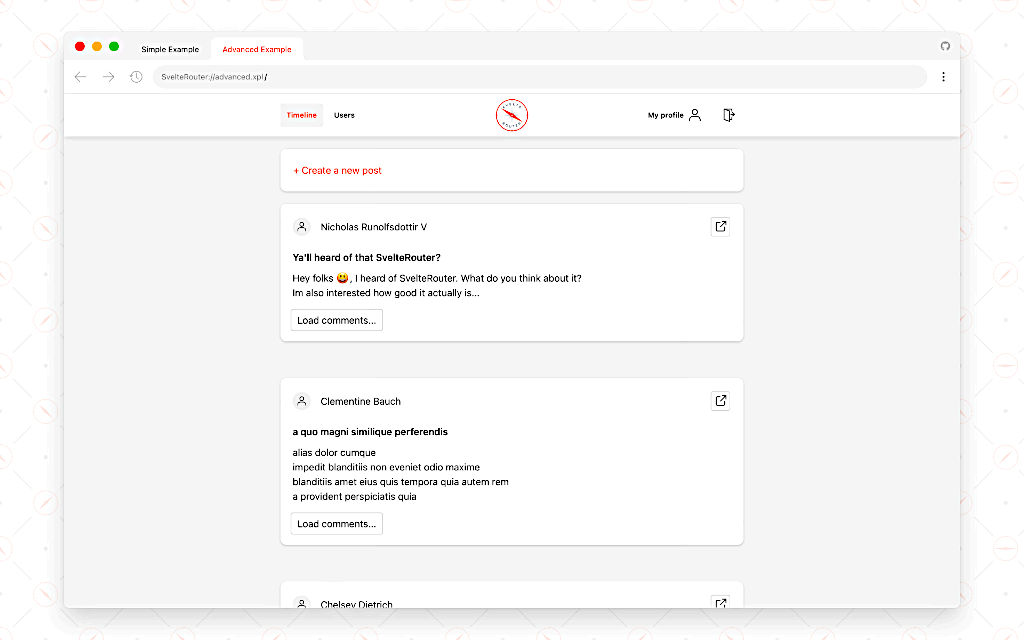 Simple Example
Advanced Example
SvelteRouter://advanced.xpl/
Timeline
Users
SVELTE
ROUTER
My profile
+ Create a new post
Nicholas Runolfsdottir V
Ya'll heard of that SvelteRouter?
Hey folks 😃, I heard of SvelteRouter. What do you think about it?
Im also interested how good it actually is...
Load comments...
Clementine Bauch
a quo magni similique perferendis
alias dolor cumque
impedit blanditiis non eveniet odio maxime
blanditiis amet eius quis tempora quia autem rem
a provident perspiciatis quia
Load comments...
Chelsey Dietrich